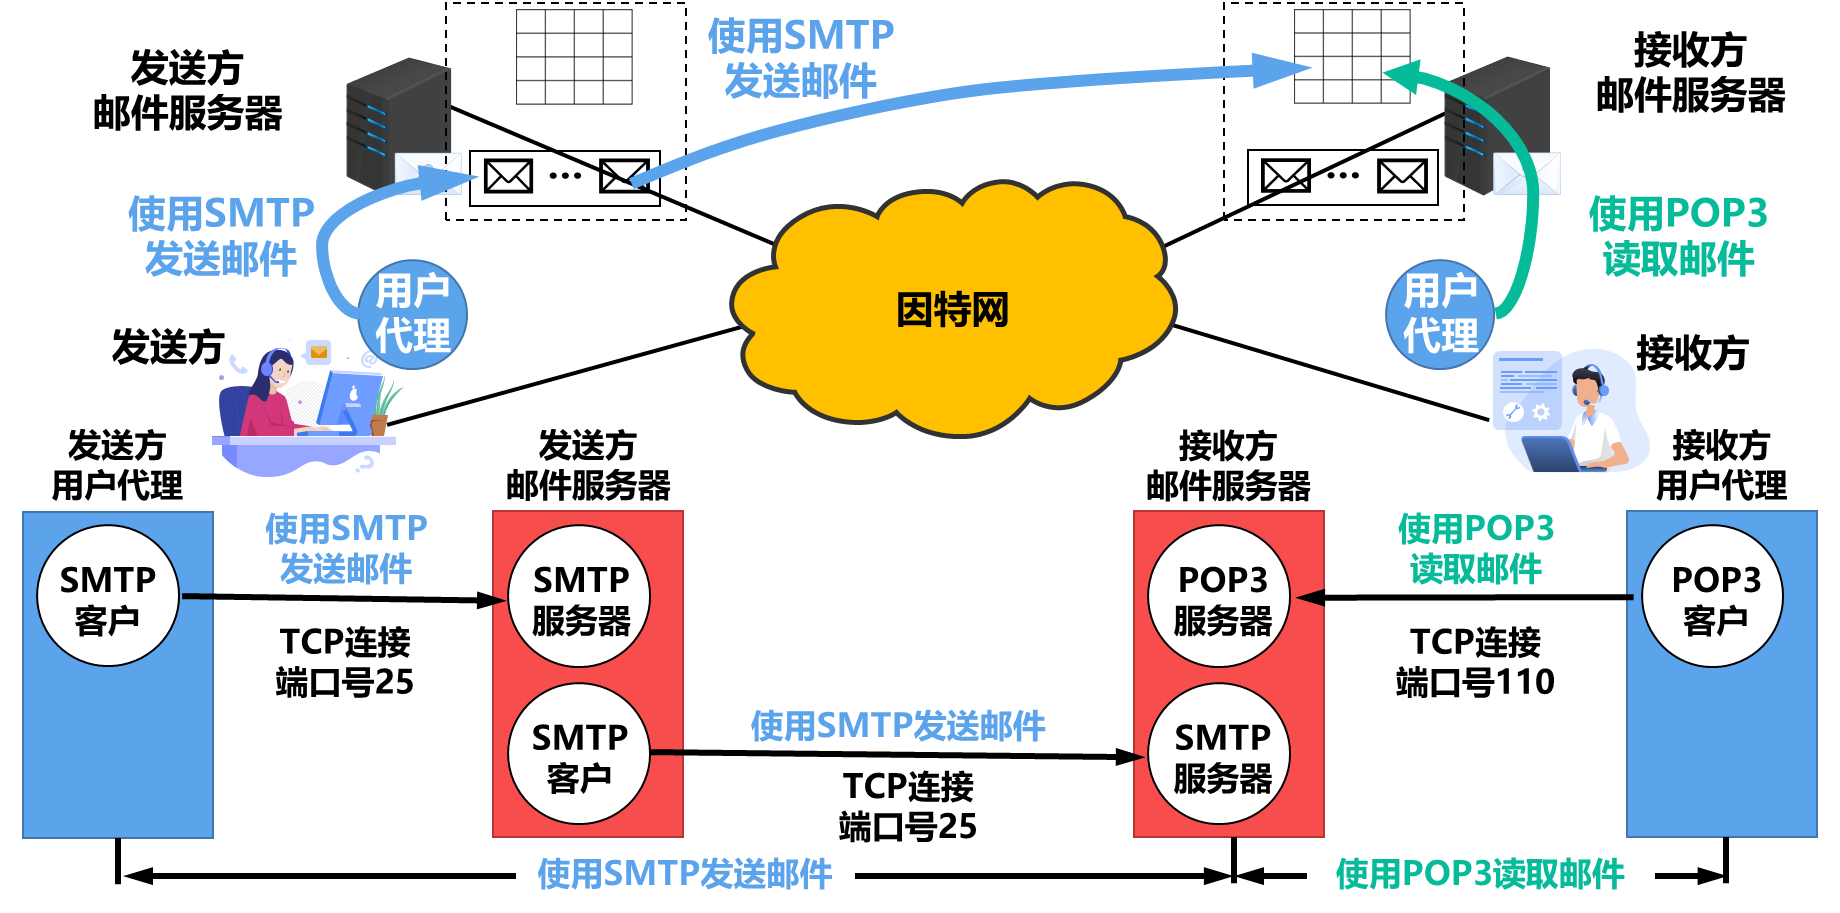 使用SMTP
发送邮件
发送方
邮件服务器
接收方
邮件服务器
使用SMTP
发送邮件
使用POP3
读取邮件
用户
代理
因特网
用户
代理
发送方
接收方
发送方
用户代理
发送方
邮件服务器
接收方
邮件服务器
接收方
用户代理
SMTP
客户
使用SMTP
发送邮件
TCP连接
端口号25
SMTP
服务器
SMTP
客户
使用SMTP发送邮件
TCP连接
端口号25
POP3
服务器
SMTP
服务器
使用POP3
读取邮件
TCP连接
端口号110
POP3
客户
使用SMTP发送邮件
使用POP3读取邮件